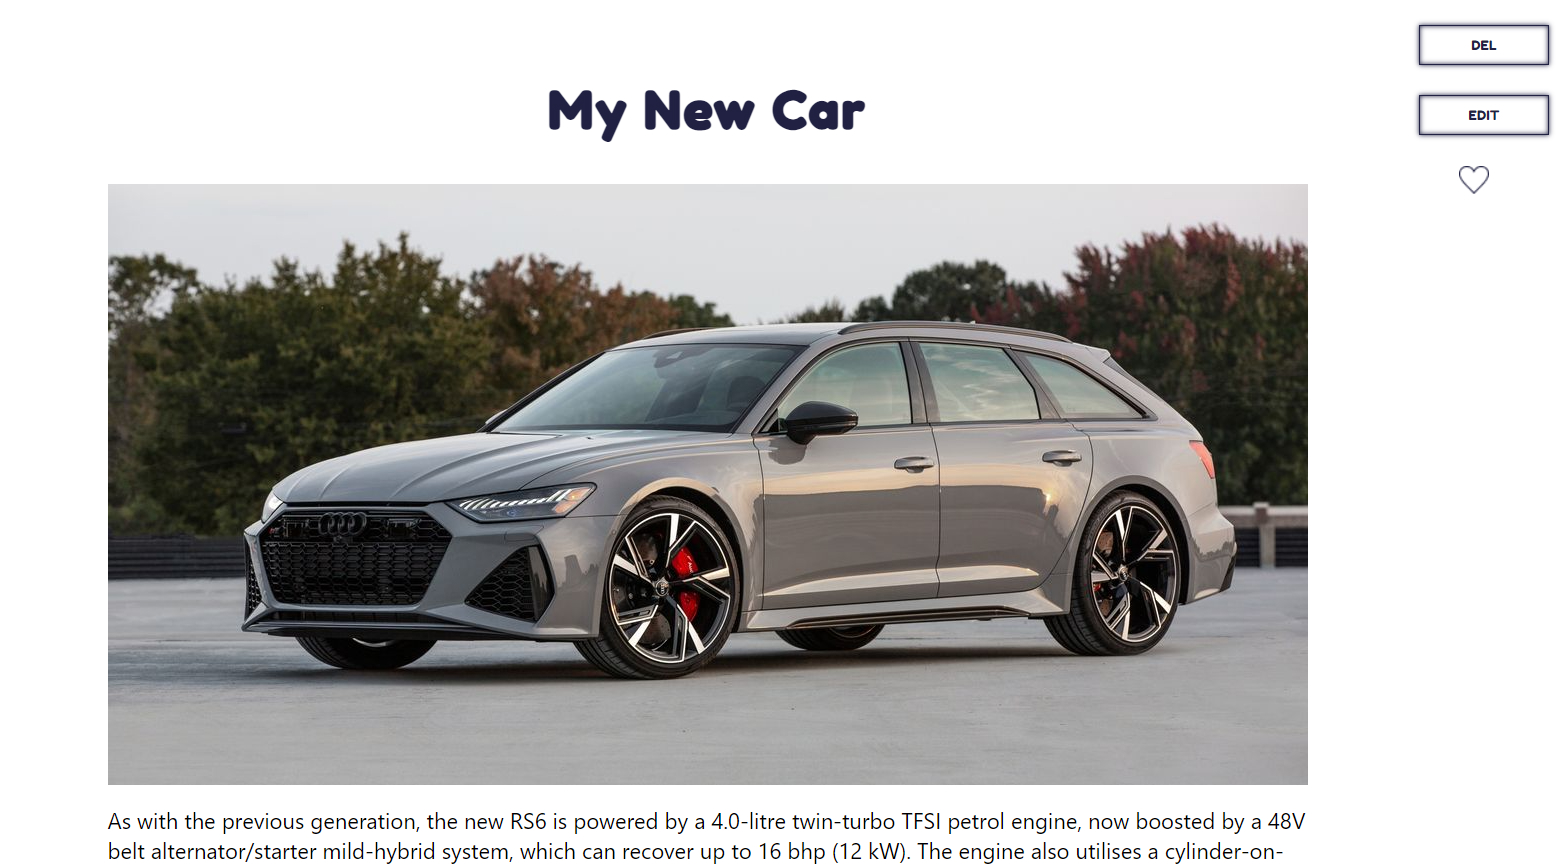 DEL
My New Car
EDIT
As with the previous generation, the new RS6 is powered by a 4.0-litre twin-turbo TFSI petrol engine, now boosted by a 48V
belt alternator/starter mild-hybrid system, which can recover up to 16 bhp (12 kW). The engine also utilises a cylinder-on-